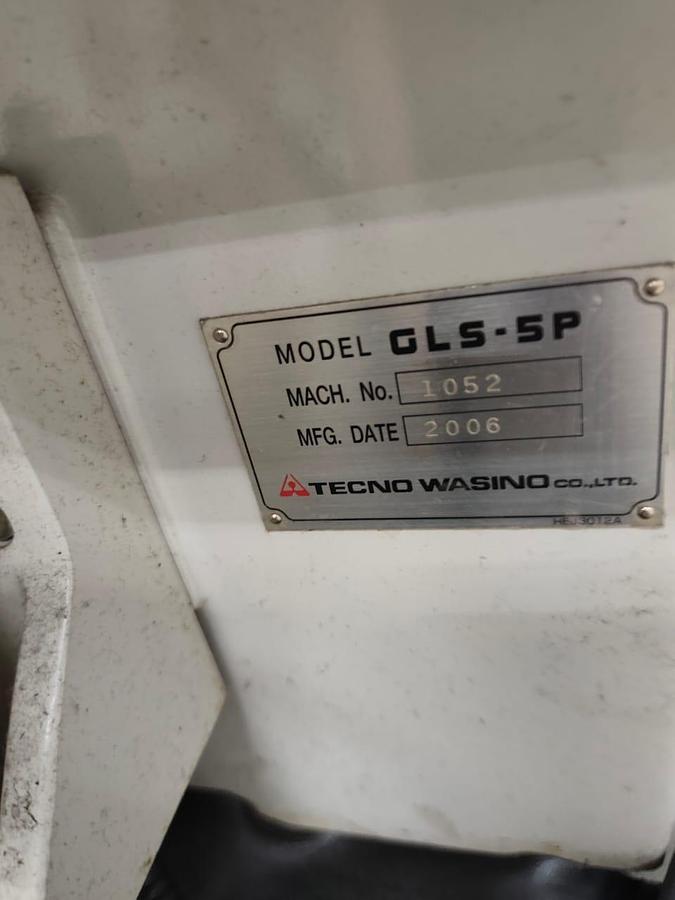 MODEL GLS-5P
MACH. No. 1052
MFG. DATE 2006
TECNO WASINO CO.,LTD.
HEJ3012A